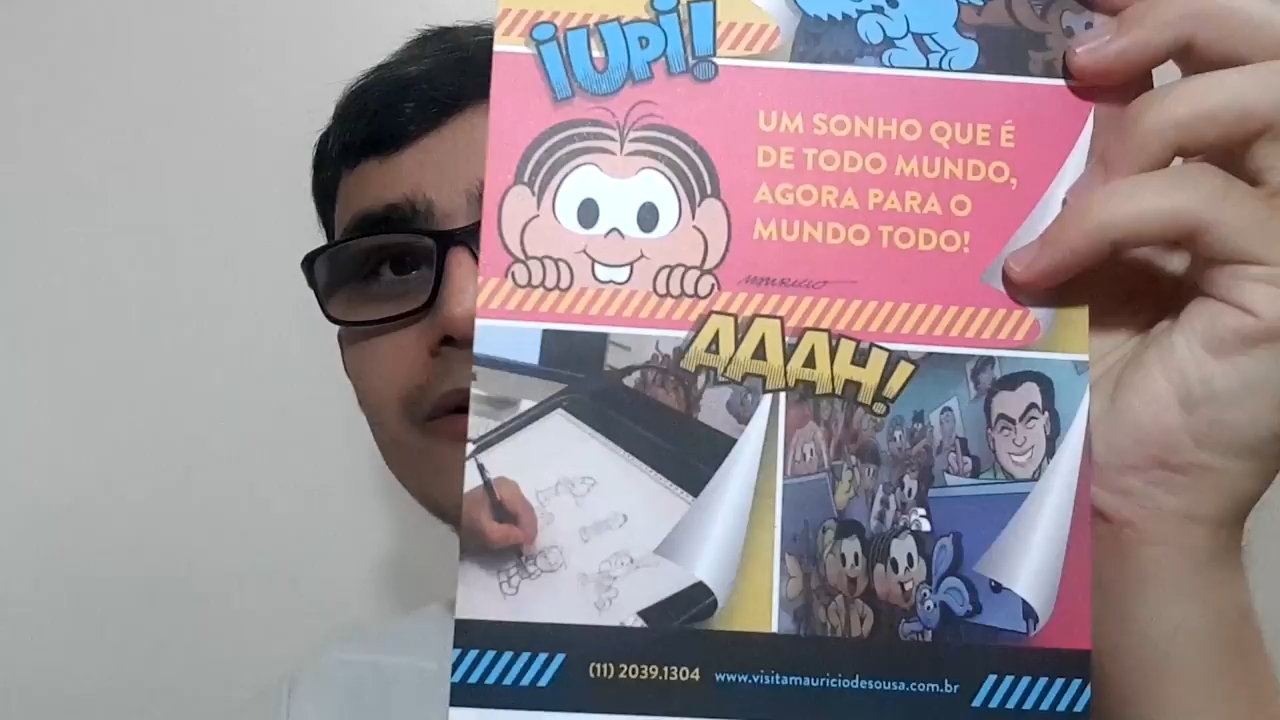 ¡UPi!
UM SONHO QUE É
DE TODO MUNDO,
AGORA PARA O
MUNDO TODO!
MAURICIO
AAAH!
(11) 2039.1304 www.visitamauriciodesousa.com.br